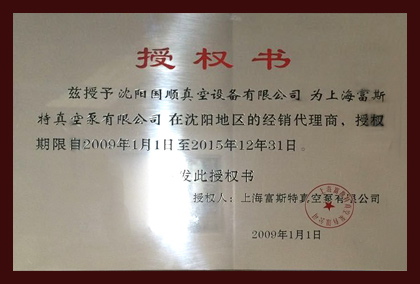 授权书
兹授予沈阳国顺真空设备有限公司 为上海富斯
特真空泵有限公司 在沈阳地区的经销代理商，授权
期限自2009年1月1日至2015年12年31日。
发此授权书
授权人：上海富斯特真空泵有限公司
2009年1月1日